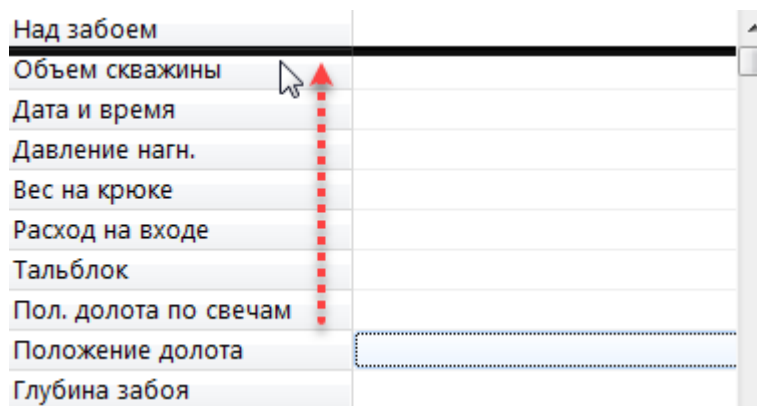 Над забоем
Объем скважины
Дата и время
Давление нагн.
Вес на крюке
Расход на входе
Тальблок
Пол. долота по свечам
Положение долота
Глубина забоя